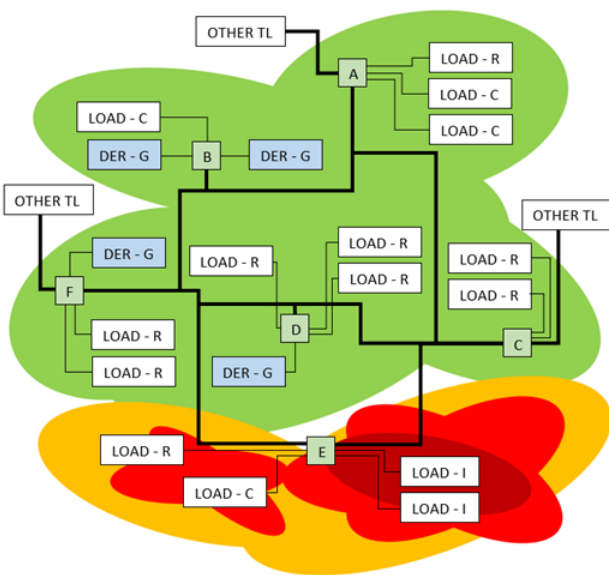 OTHER TL
A
LOAD - R
LOAD - C
LOAD - C
LOAD - C
DER - G
B
DER - G
OTHER TL
OTHER TL
DER - G
LOAD - R
LOAD - R
LOAD - R
LOAD - R
LOAD - R
F
D
C
LOAD - R
LOAD - R
DER - G
E
LOAD - R
LOAD - I
LOAD - C
LOAD - I